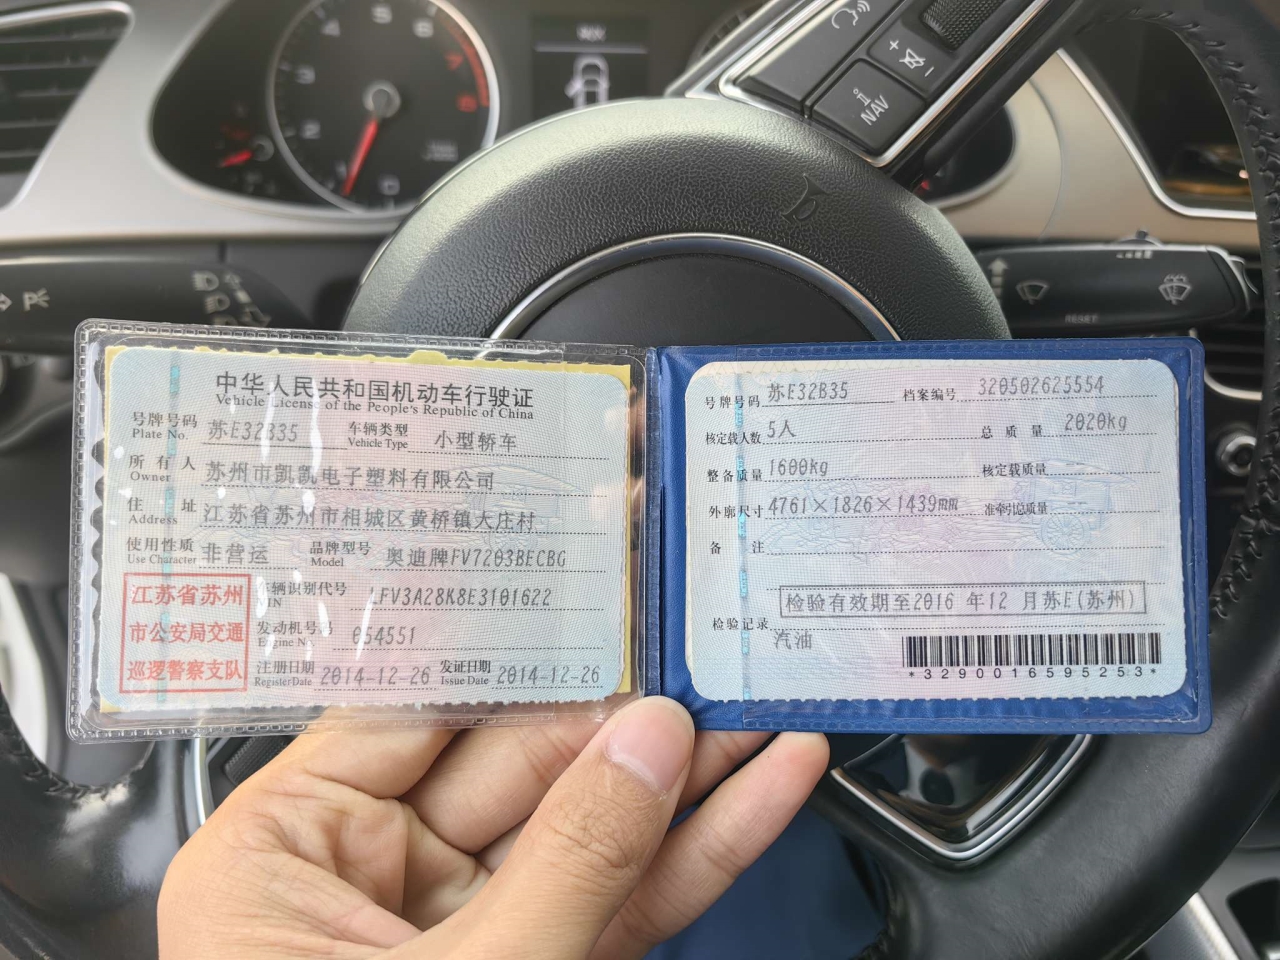 NAV
RESET
中华人民共和国机动车行驶证
Vehicle License of the People's Republic of China
号牌号码 Plate No. 苏E32B35 车辆类型 Vehicle Type 小型轿车
所有人 Owner 苏州市凯凯电子塑料有限公司
住址 Address 江苏省苏州市相城区黄桥镇大庄村
使用性质 Use Character 非营运 品牌型号 Model 奥迪牌FV7203BECBG
车辆识别代号 VIN LFV3A28K8E3101622
发动机号码 Engine No. 054551
注册日期 Register Date 2014-12-26 发证日期 Issue Date 2014-12-26
江苏省苏州
市公安局交通
巡逻警察支队
号牌号码 苏E32B35 档案编号 320502625554
核定载人数 5人 总质量 2020kg
整备质量 1600kg 核定载质量 --
外廓尺寸 4761×1826×1439mm 准牵引总质量 --
备注
检验有效期至2016 年12 月苏E(苏州)
检验记录
汽油
*3290016595253*